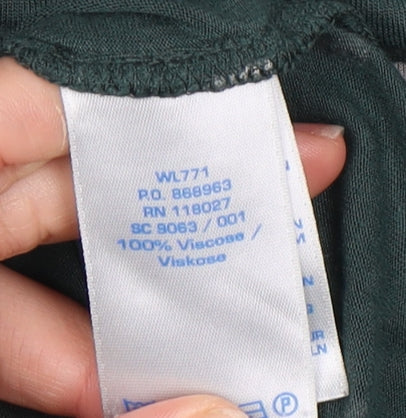 WL771
P.O. 868963
RN 118027
SC 9063 / 001
100% Viscose /
Viskose
P